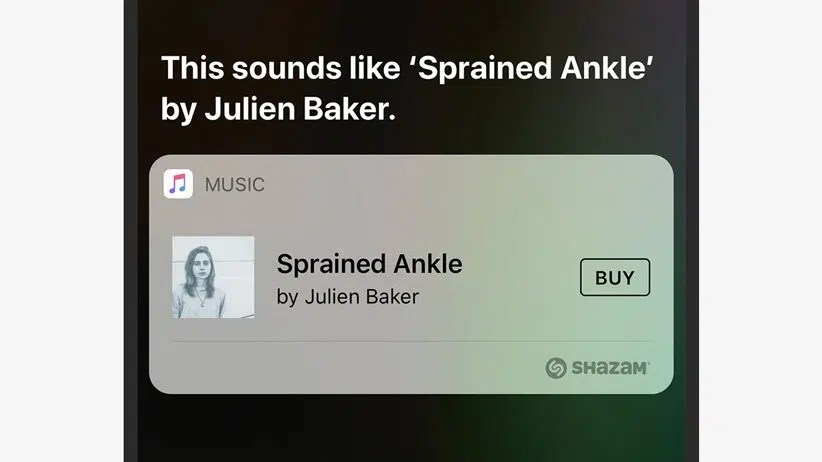 This sounds like ‘Sprained Ankle’
by Julien Baker.
MUSIC
Sprained Ankle
by Julien Baker
BUY
SHAZAM